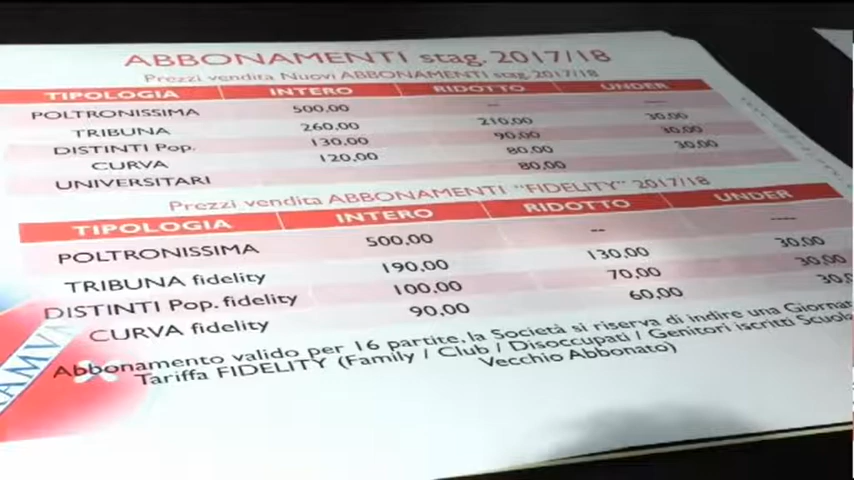 ABBONAMENTI stag. 2017/18
Prezzi vendita Nuovi ABBONAMENTI stag. 2017/18
TIPOLOGIA INTERO RIDOTTO UNDER
POLTRONISSIMA 500,00 -- ----
TRIBUNA 260,00 210,00 30,00
DISTINTI Pop. 130,00 90,00 30,00
CURVA 120,00 80,00 30,00
UNIVERSITARI 80,00
Prezzi vendita ABBONAMENTI "FIDELITY" 2017/18
TIPOLOGIA INTERO RIDOTTO UNDER
POLTRONISSIMA 500,00 -- ----
TRIBUNA fidelity 190,00 130,00 30,00
DISTINTI Pop. fidelity 100,00 70,00 30,00
CURVA fidelity 90,00 60,00 30,0
Abbonamento valido per 16 partite. la Società si riserva di indire una Giornat
Tariffa FIDELITY (Family / Club / Disoccupati / Genitori iscritti Scuola
Vecchio Abbonato)